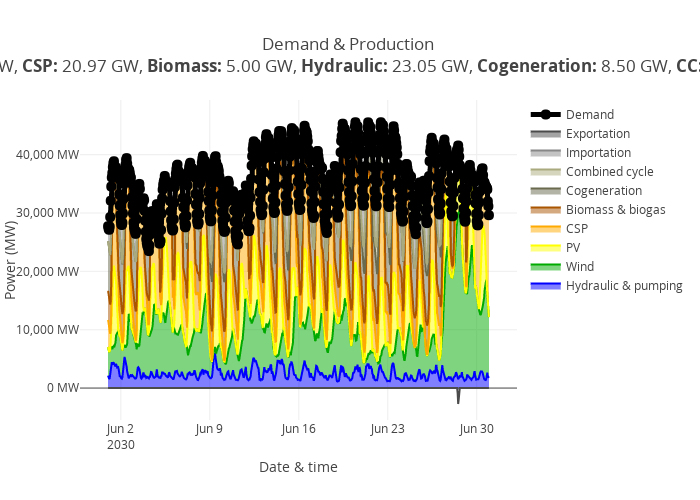 Demand & Production
W, CSP: 20.97 GW, Biomass: 5.00 GW, Hydraulic: 23.05 GW, Cogeneration: 8.50 GW, CC:
Demand
Exportation
Importation
Combined cycle
Cogeneration
Biomass & biogas
CSP
PV
Wind
Hydraulic & pumping
Power (MW)
40,000 MW
30,000 MW
20,000 MW
10,000 MW
0 MW
Jun 2 Jun 9 Jun 16 Jun 23 Jun 30
2030
Date & time